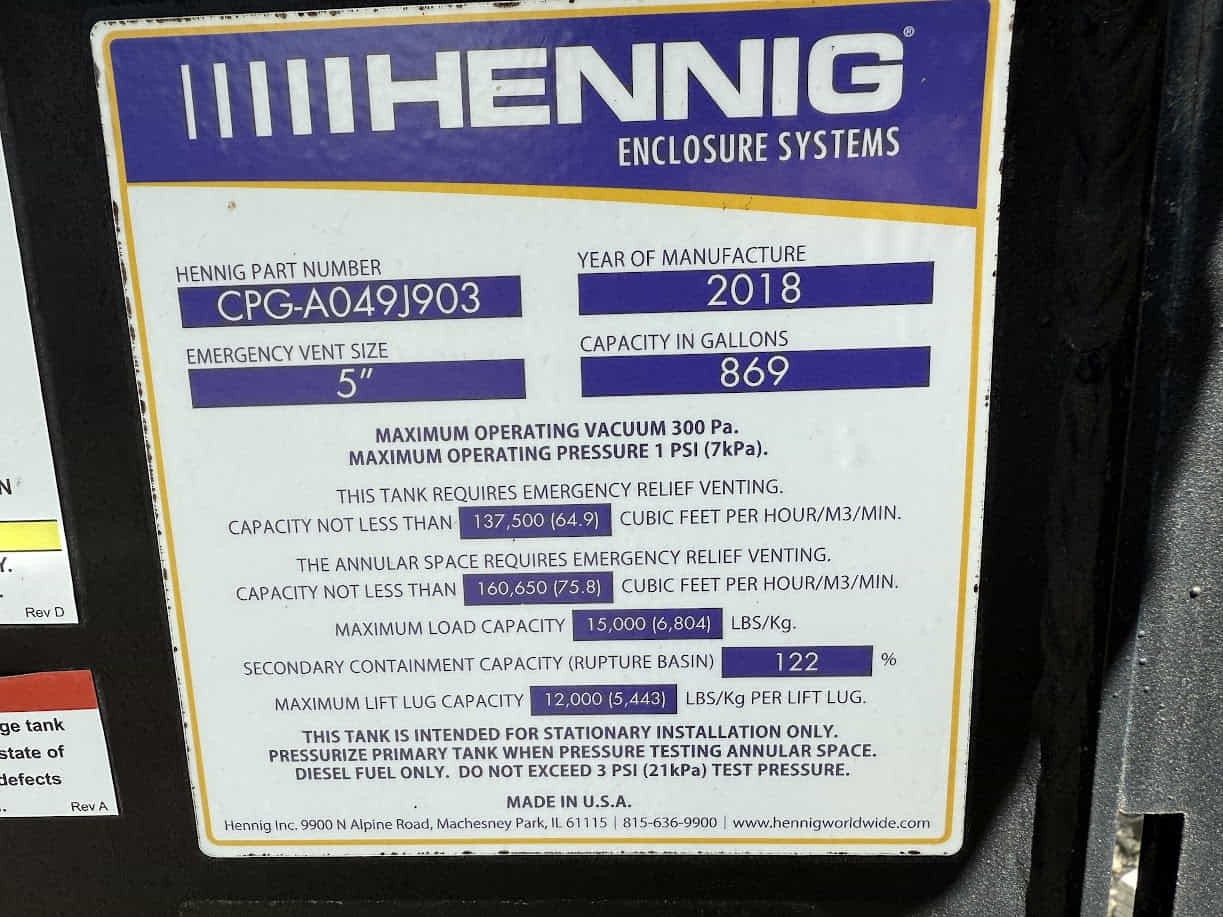 HENNIG®
ENCLOSURE SYSTEMS
HENNIG PART NUMBER
CPG-A049J903
YEAR OF MANUFACTURE
2018
EMERGENCY VENT SIZE
5"
CAPACITY IN GALLONS
869
MAXIMUM OPERATING VACUUM 300 Pa.
MAXIMUM OPERATING PRESSURE 1 PSI (7kPa).
THIS TANK REQUIRES EMERGENCY RELIEF VENTING.
CAPACITY NOT LESS THAN 137,500 (64.9) CUBIC FEET PER HOUR/M3/MIN.
THE ANNULAR SPACE REQUIRES EMERGENCY RELIEF VENTING.
CAPACITY NOT LESS THAN 160,650 (75.8) CUBIC FEET PER HOUR/M3/MIN.
MAXIMUM LOAD CAPACITY 15,000 (6,804) LBS/Kg.
SECONDARY CONTAINMENT CAPACITY (RUPTURE BASIN) 122 %
MAXIMUM LIFT LUG CAPACITY 12,000 (5,443) LBS/Kg PER LIFT LUG.
THIS TANK IS INTENDED FOR STATIONARY INSTALLATION ONLY.
PRESSURIZE PRIMARY TANK WHEN PRESSURE TESTING ANNULAR SPACE.
DIESEL FUEL ONLY. DO NOT EXCEED 3 PSI (21kPa) TEST PRESSURE.
MADE IN U.S.A.
Hennig Inc. 9900 N Alpine Road, Machesney Park, IL 61115 | 815-636-9900 | www.hennigworldwide.com
N
Y.
Rev D
ge tank
state of
defects
Rev A